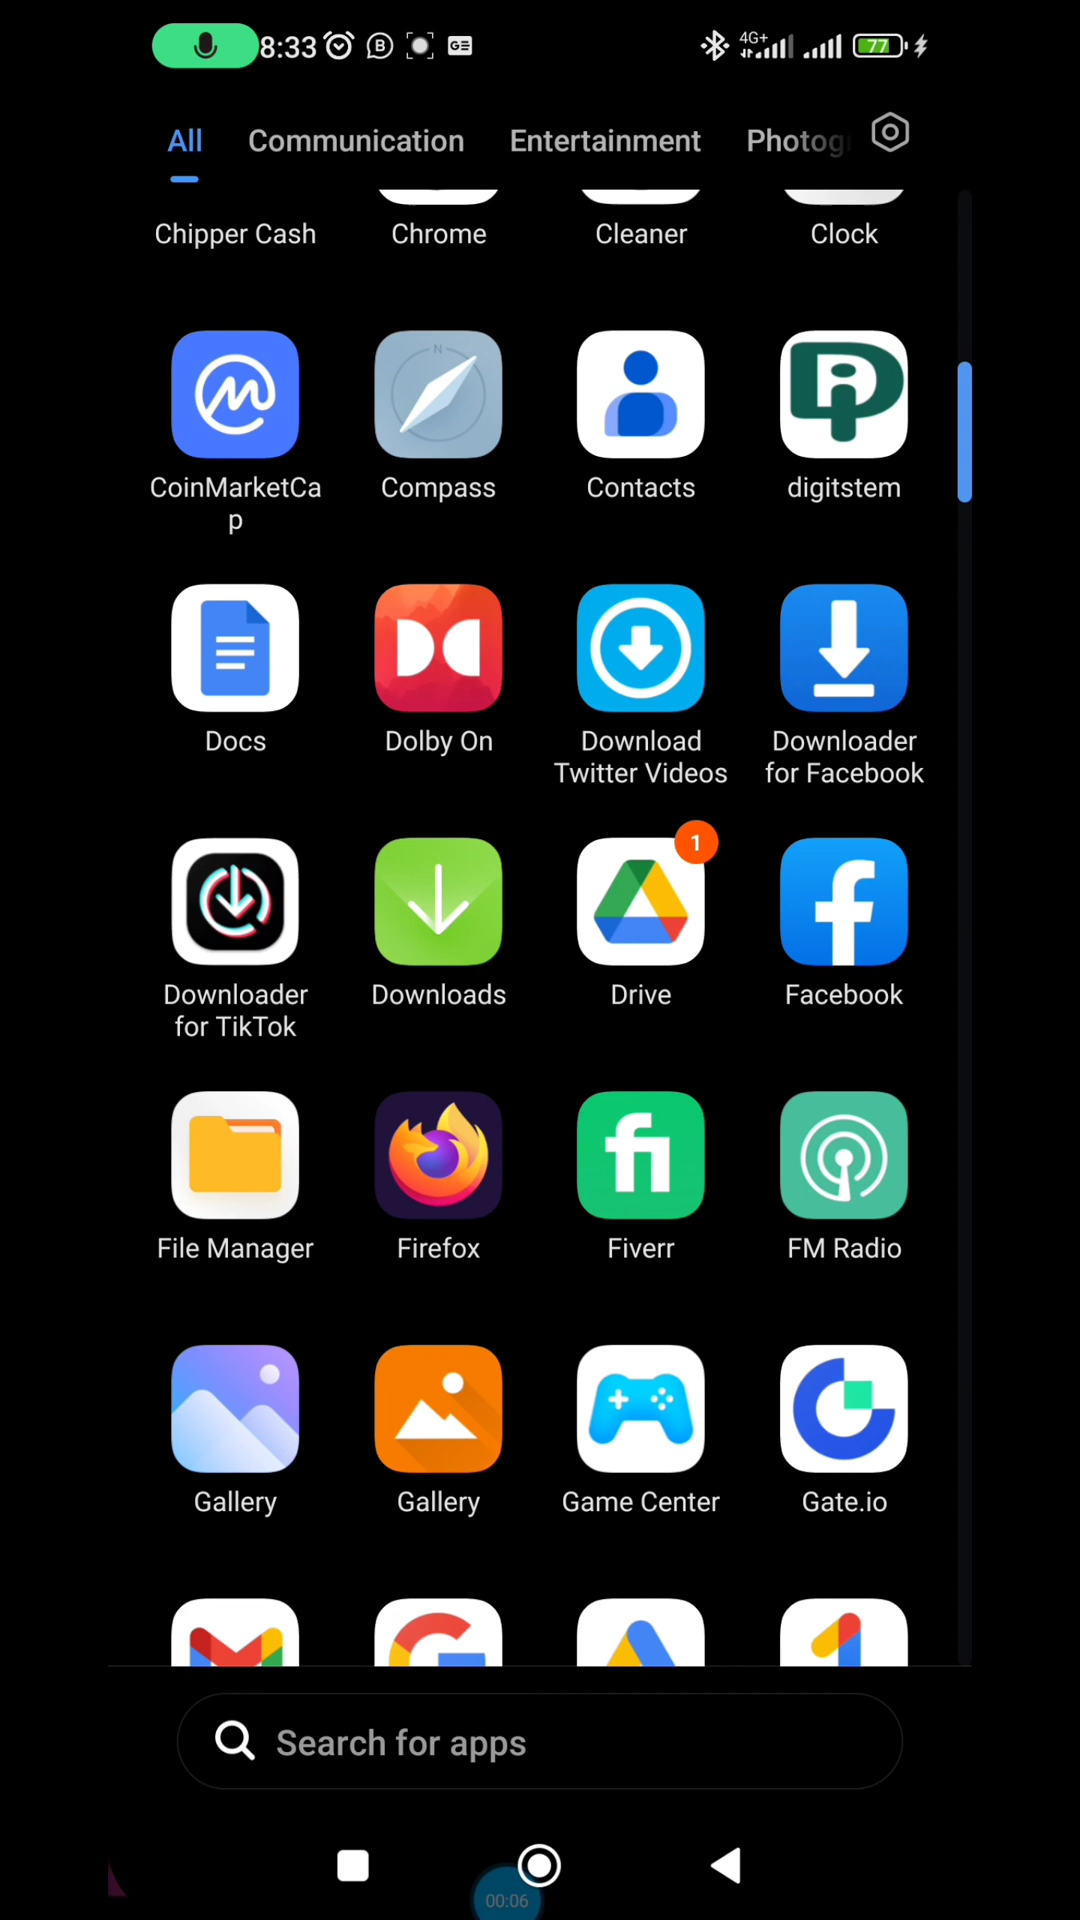 8:33
4G+
77
All Communication Entertainment Photog
Chipper Cash Chrome Cleaner Clock
N
CoinMarketCa
p
Compass Contacts digitstem
Docs Dolby On Download
Twitter Videos
Downloader
for Facebook
1
Downloader
for TikTok
Downloads Drive Facebook
fi
File Manager Firefox Fiverr FM Radio
Gallery Gallery Game Center Gate.io
Search for apps
00:06